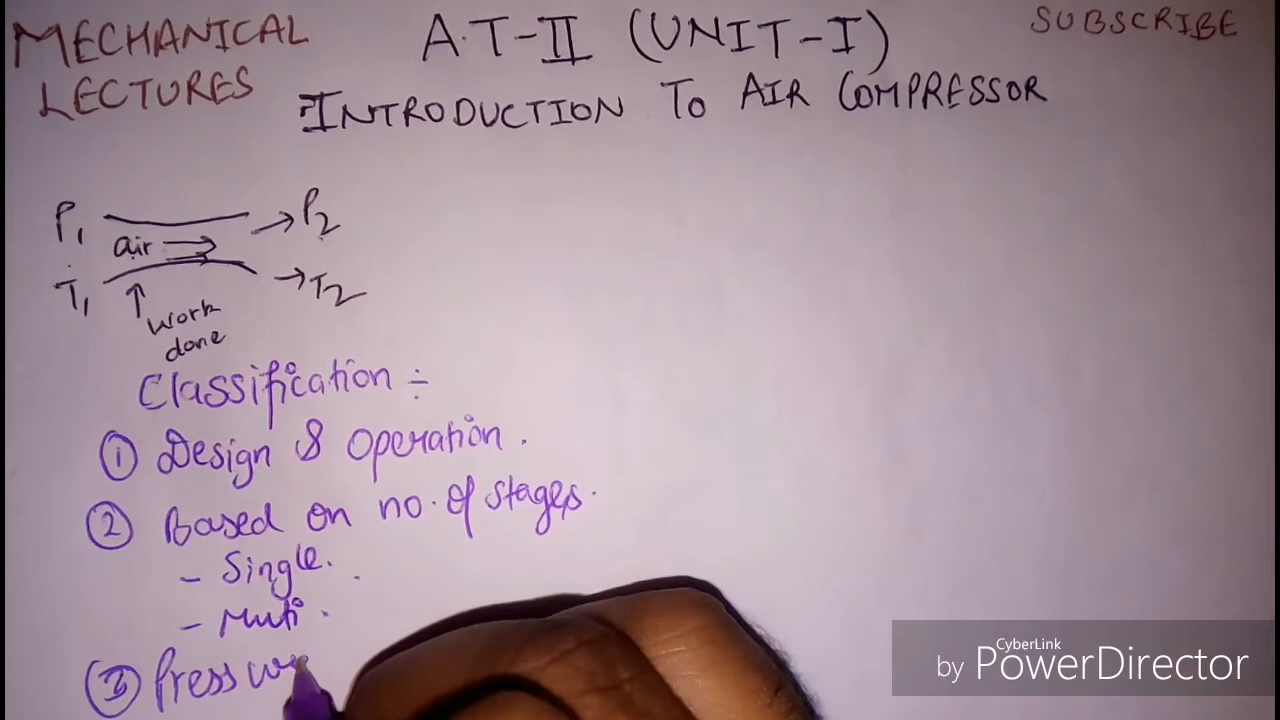 MECHANICAL
LECTURES
A.T-II (UNIT-I)
SUBSCRIBE
INTRODUCTION TO AIR COMPRESSOR
P1 → P2
air
T1 → T2
work
done
Classification ÷
① Design & Operation.
② Based on no. of stages.
- Single.
- Multi.
③ Press
CyberLink
by PowerDirector